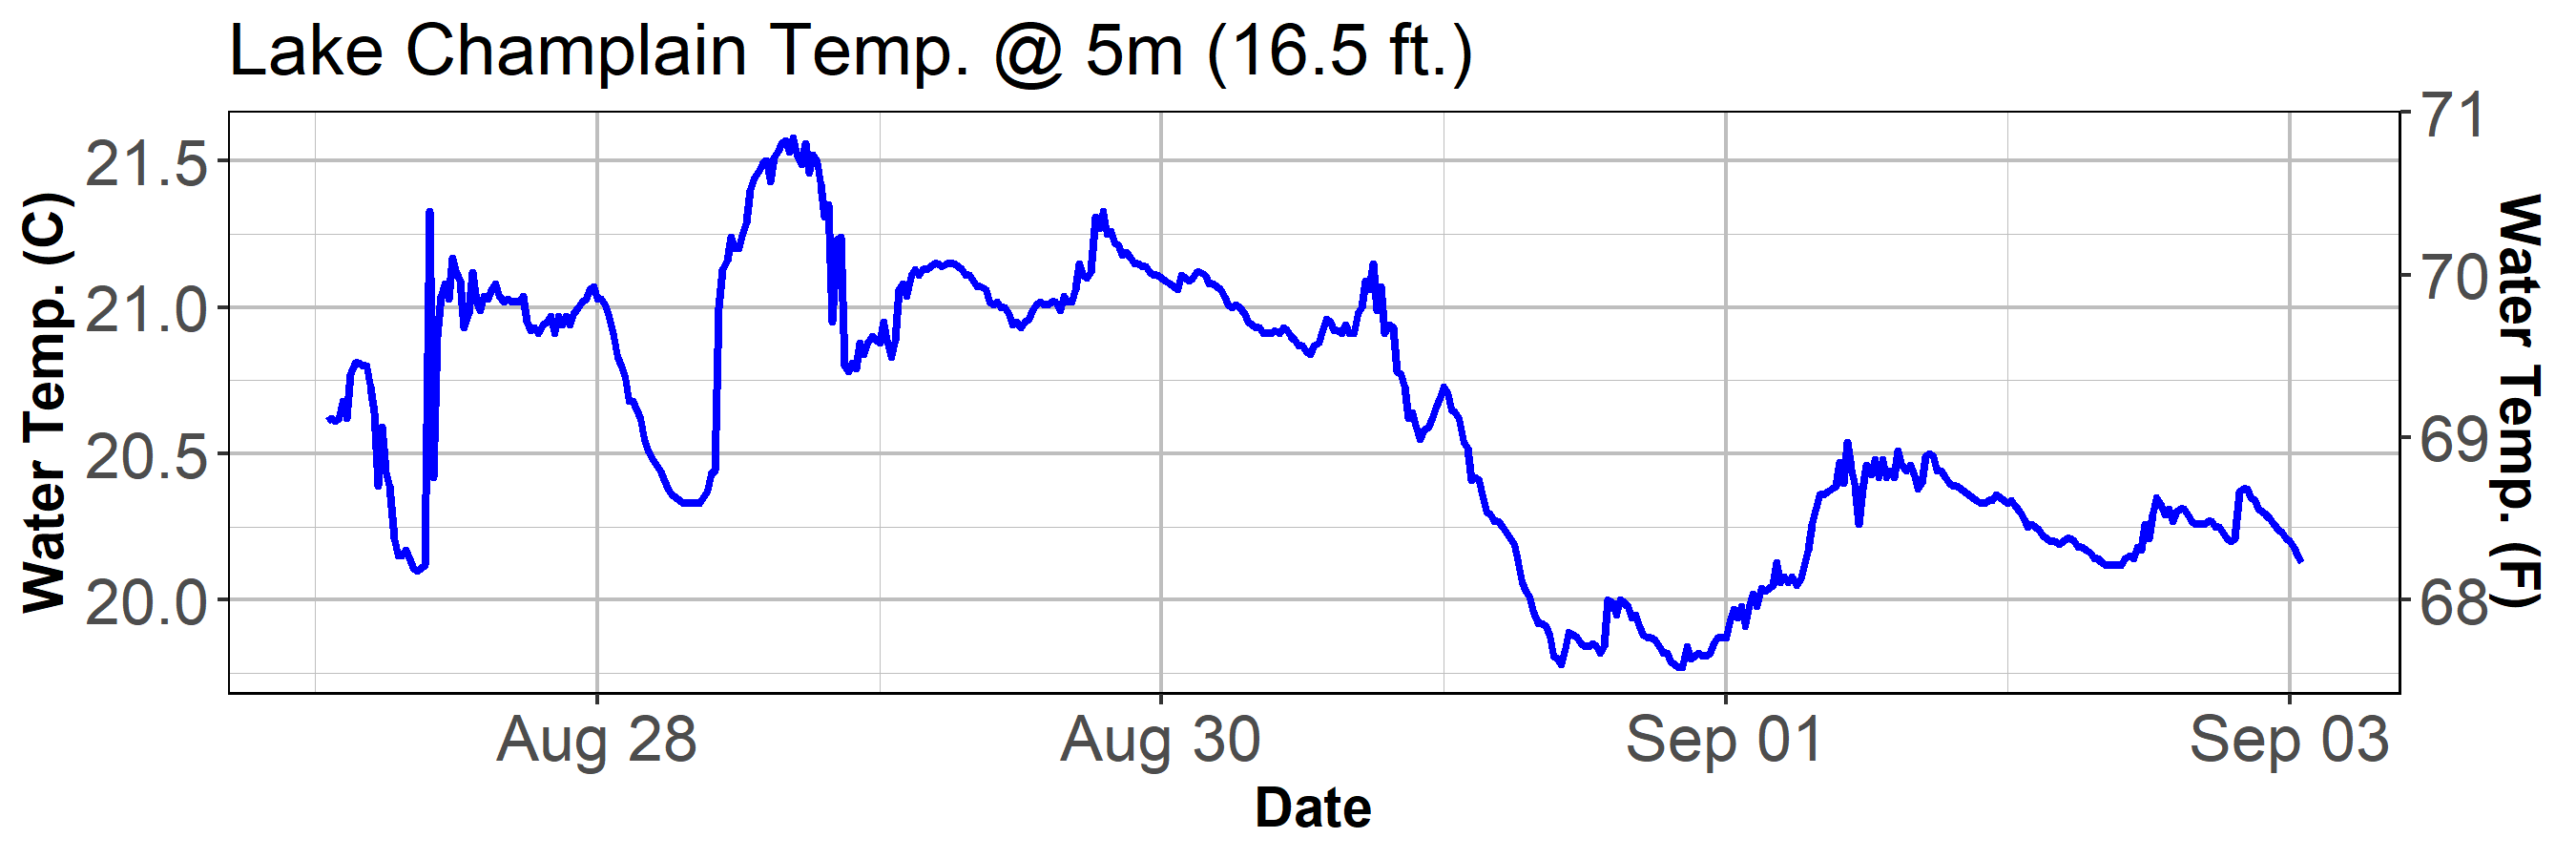 Lake Champlain Temp. @ 5m (16.5 ft.)
Water Temp. (C)
21.5
21.0
20.5
20.0
71
70
69
68
Water Temp. (F)
Aug 28 Aug 30 Sep 01 Sep 03
Date